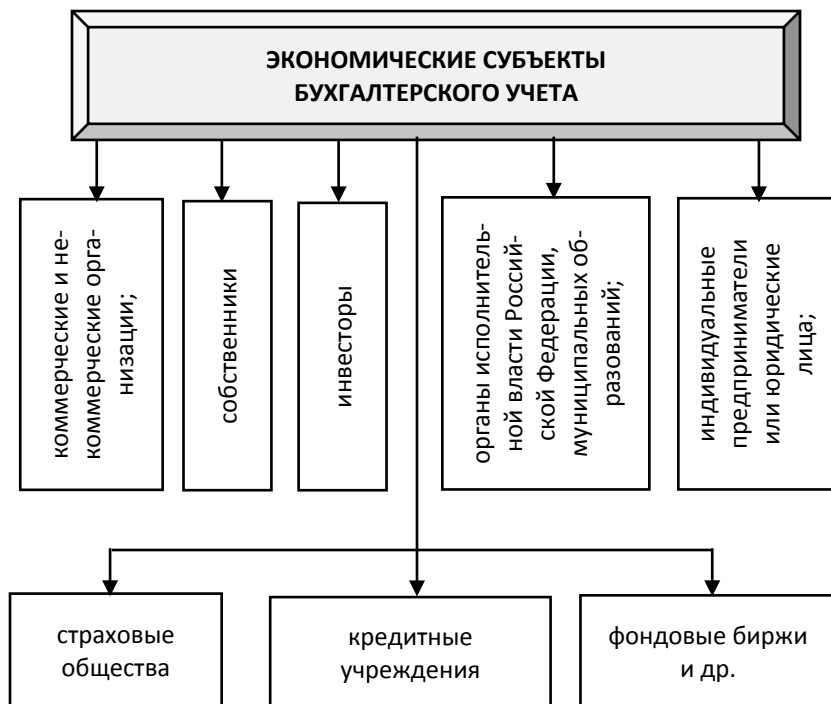 ЭКОНОМИЧЕСКИЕ СУБЪЕКТЫ
БУХГАЛТЕРСКОГО УЧЕТА
коммерческие и не-
коммерческие орга-
низации;
собственники
инвесторы
органы исполнитель-
ной власти Россий-
ской Федерации,
муниципальных об-
разований;
индивидуальные
предприниматели
или юридические
лица;
страховые
общества
кредитные
учреждения
фондовые биржи
и др.